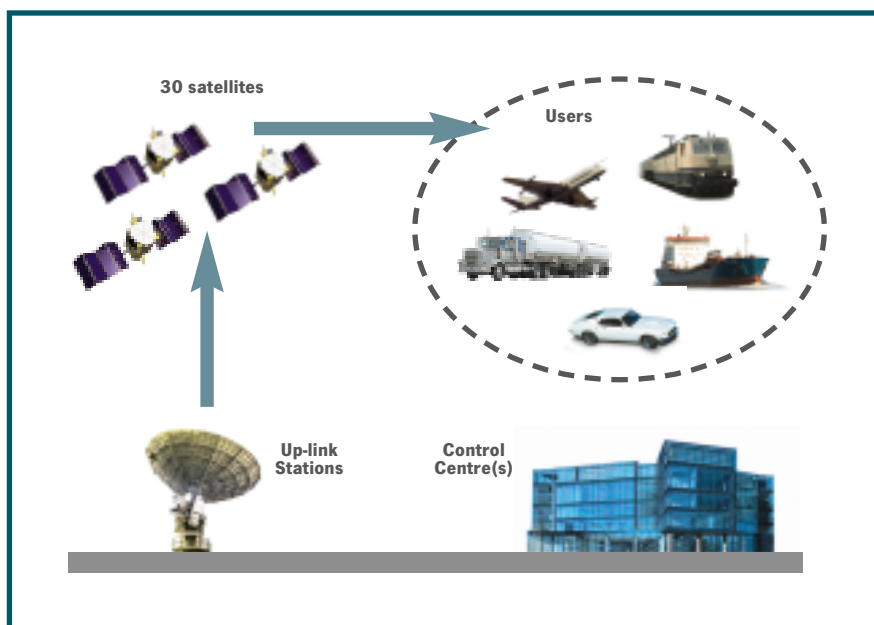 30 satellites
Users
Up-link
Stations
Control
Centre(s)